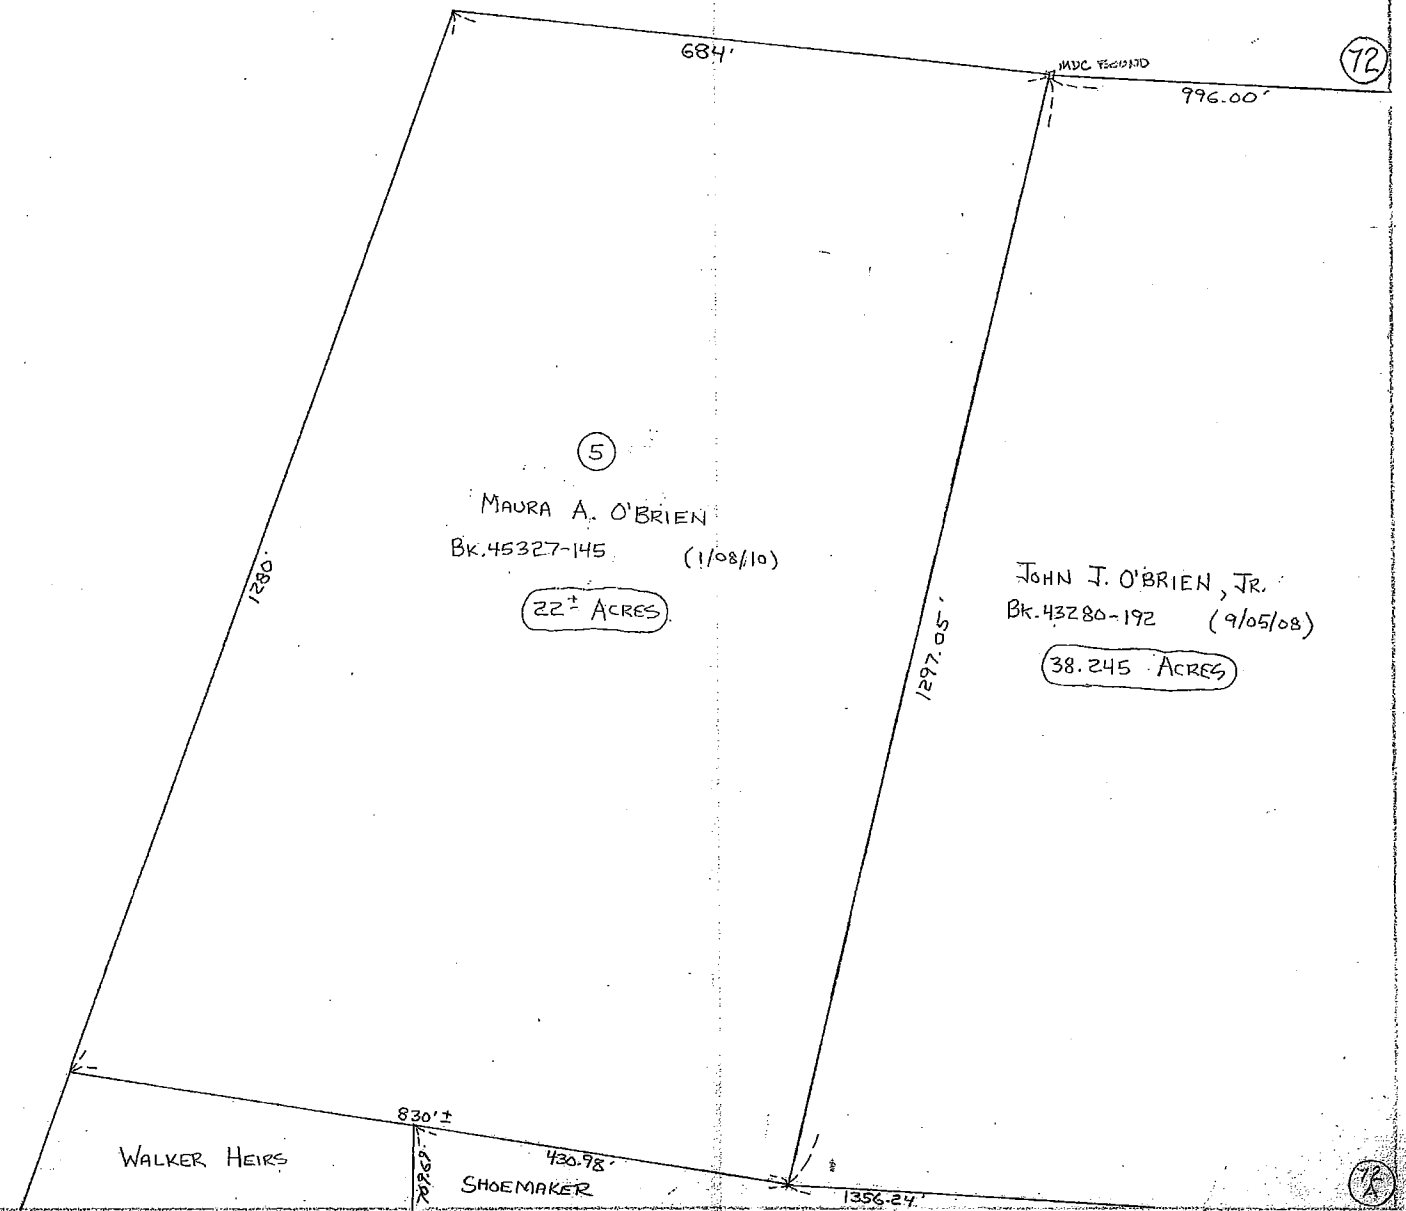 684'
MDC BOUND
72
996.00'
5
MAURA A. O'BRIEN
BK.45327-145 (1/08/10)
22± ACRES
1280'
JOHN J. O'BRIEN, JR.
BK.43280-192 (9/05/08)
38.245 ACRES
1297.05'
830'±
WALKER HEIRS
430.98'
SHOEMAKER
1356.24'
72
A